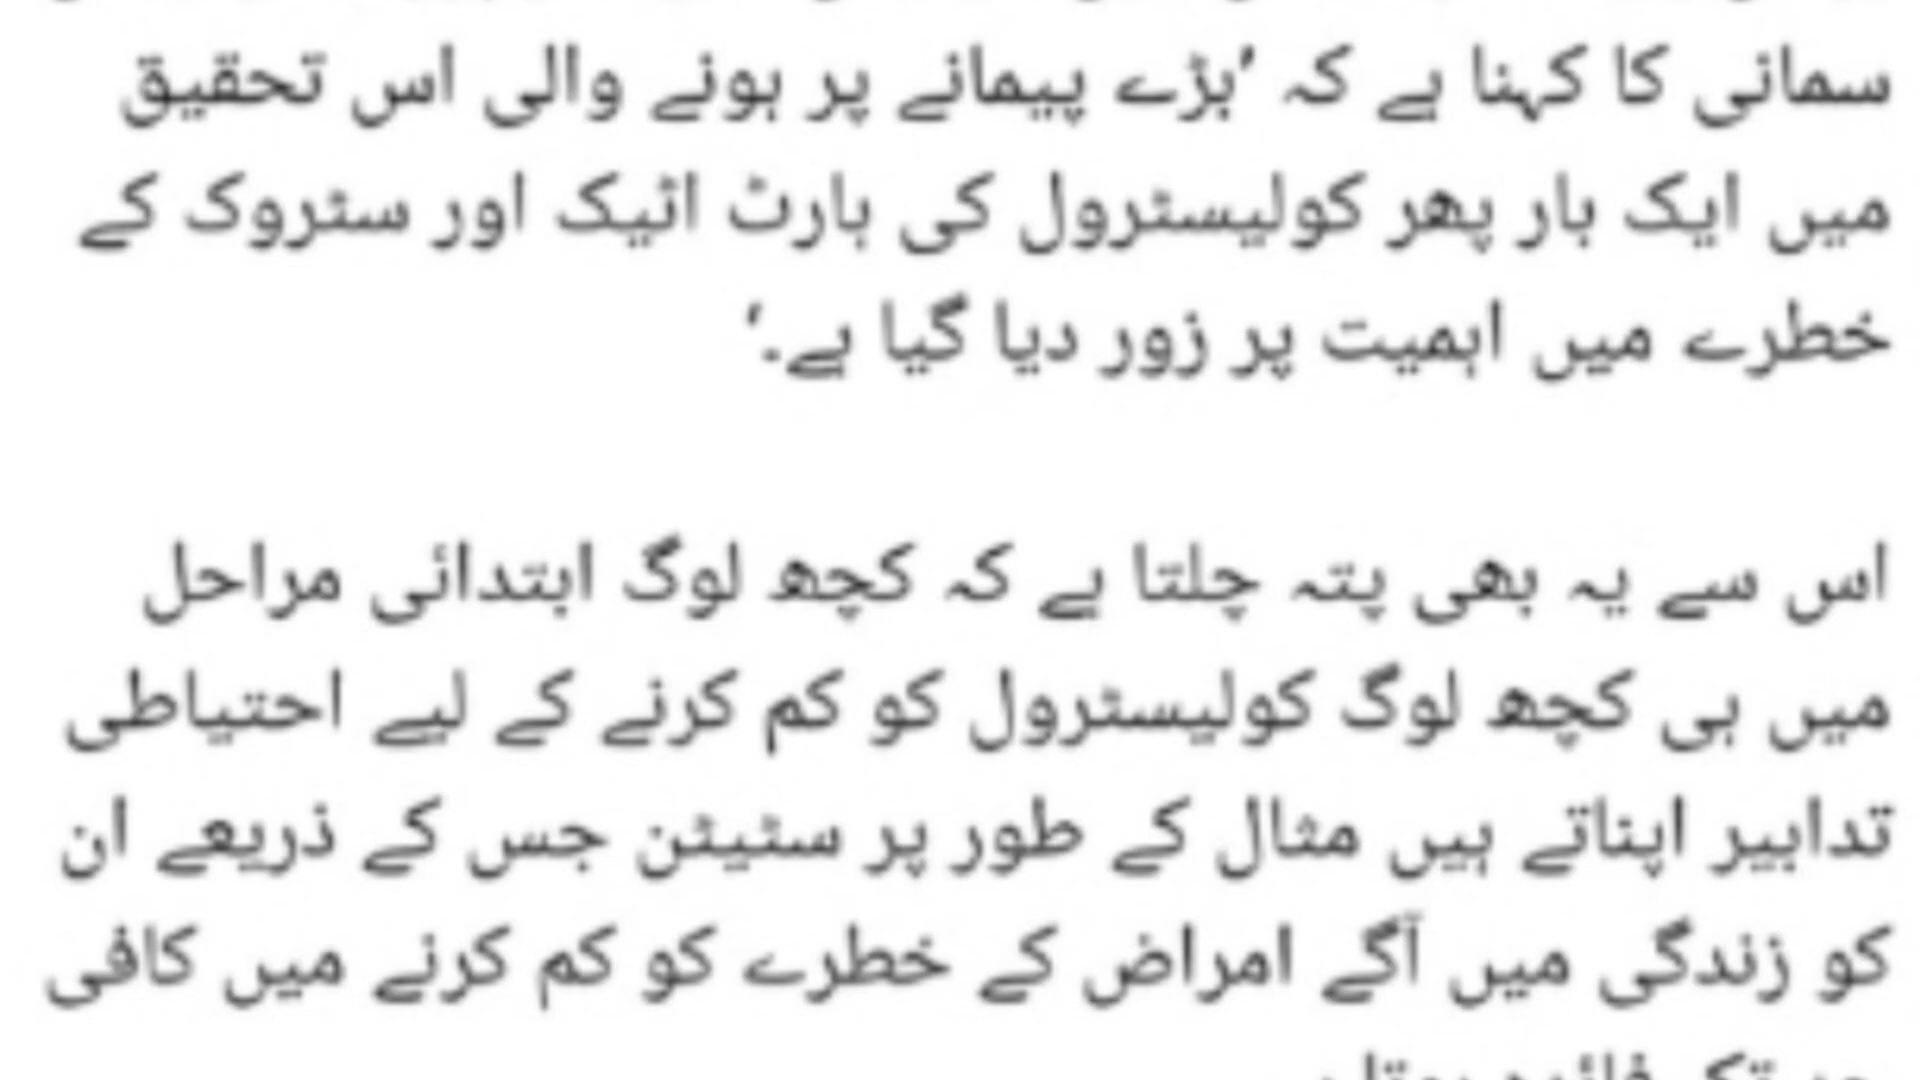 سمانی کا کہنا ہے کہ ’بڑے پیمانے پر ہونے والی اس تحقیق
میں ایک بار پھر کولیسٹرول کی ہارٹ اٹیک اور سٹروک کے
خطرے میں اہمیت پر زور دیا گیا ہے۔‘
اس سے یہ بھی پتہ چلتا ہے کہ کچھ لوگ ابتدائی مراحل
میں ہی کچھ لوگ کولیسٹرول کو کم کرنے کے لیے احتیاطی
تدابیر اپناتے ہیں مثال کے طور پر سٹیٹن جس کے ذریعے ان
کو زندگی میں آگے امراض کے خطرے کو کم کرنے میں کافی